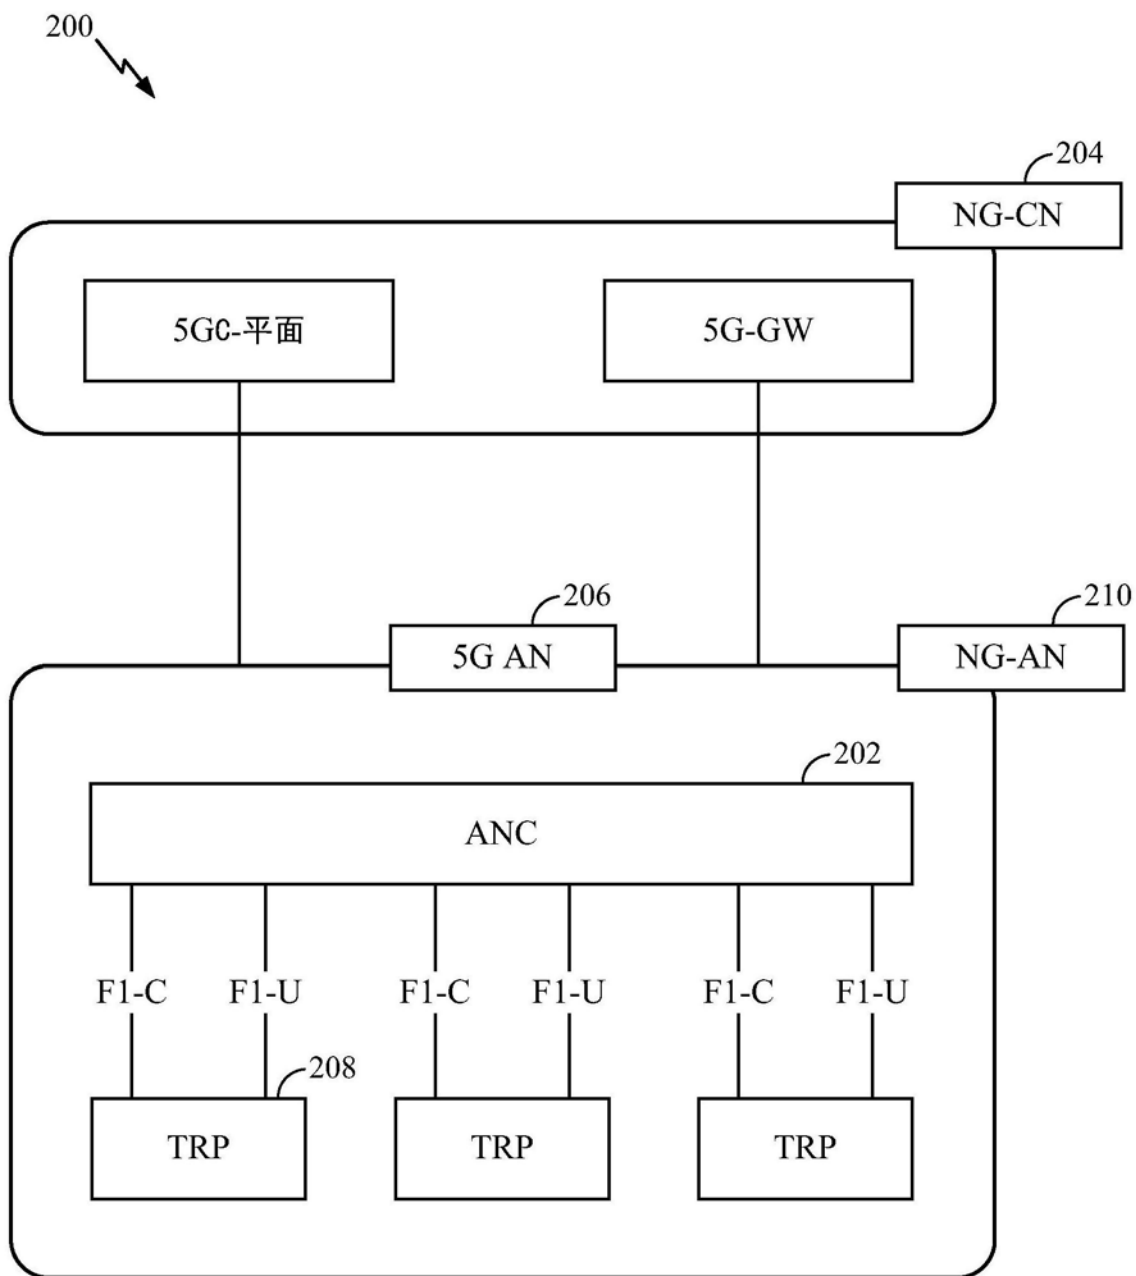 200
204
NG-CN
5GC-平面
5G-GW
206
210
5G AN
NG-AN
202
ANC
F1-C
F1-U
F1-C
F1-U
F1-C
F1-U
208
TRP
TRP
TRP